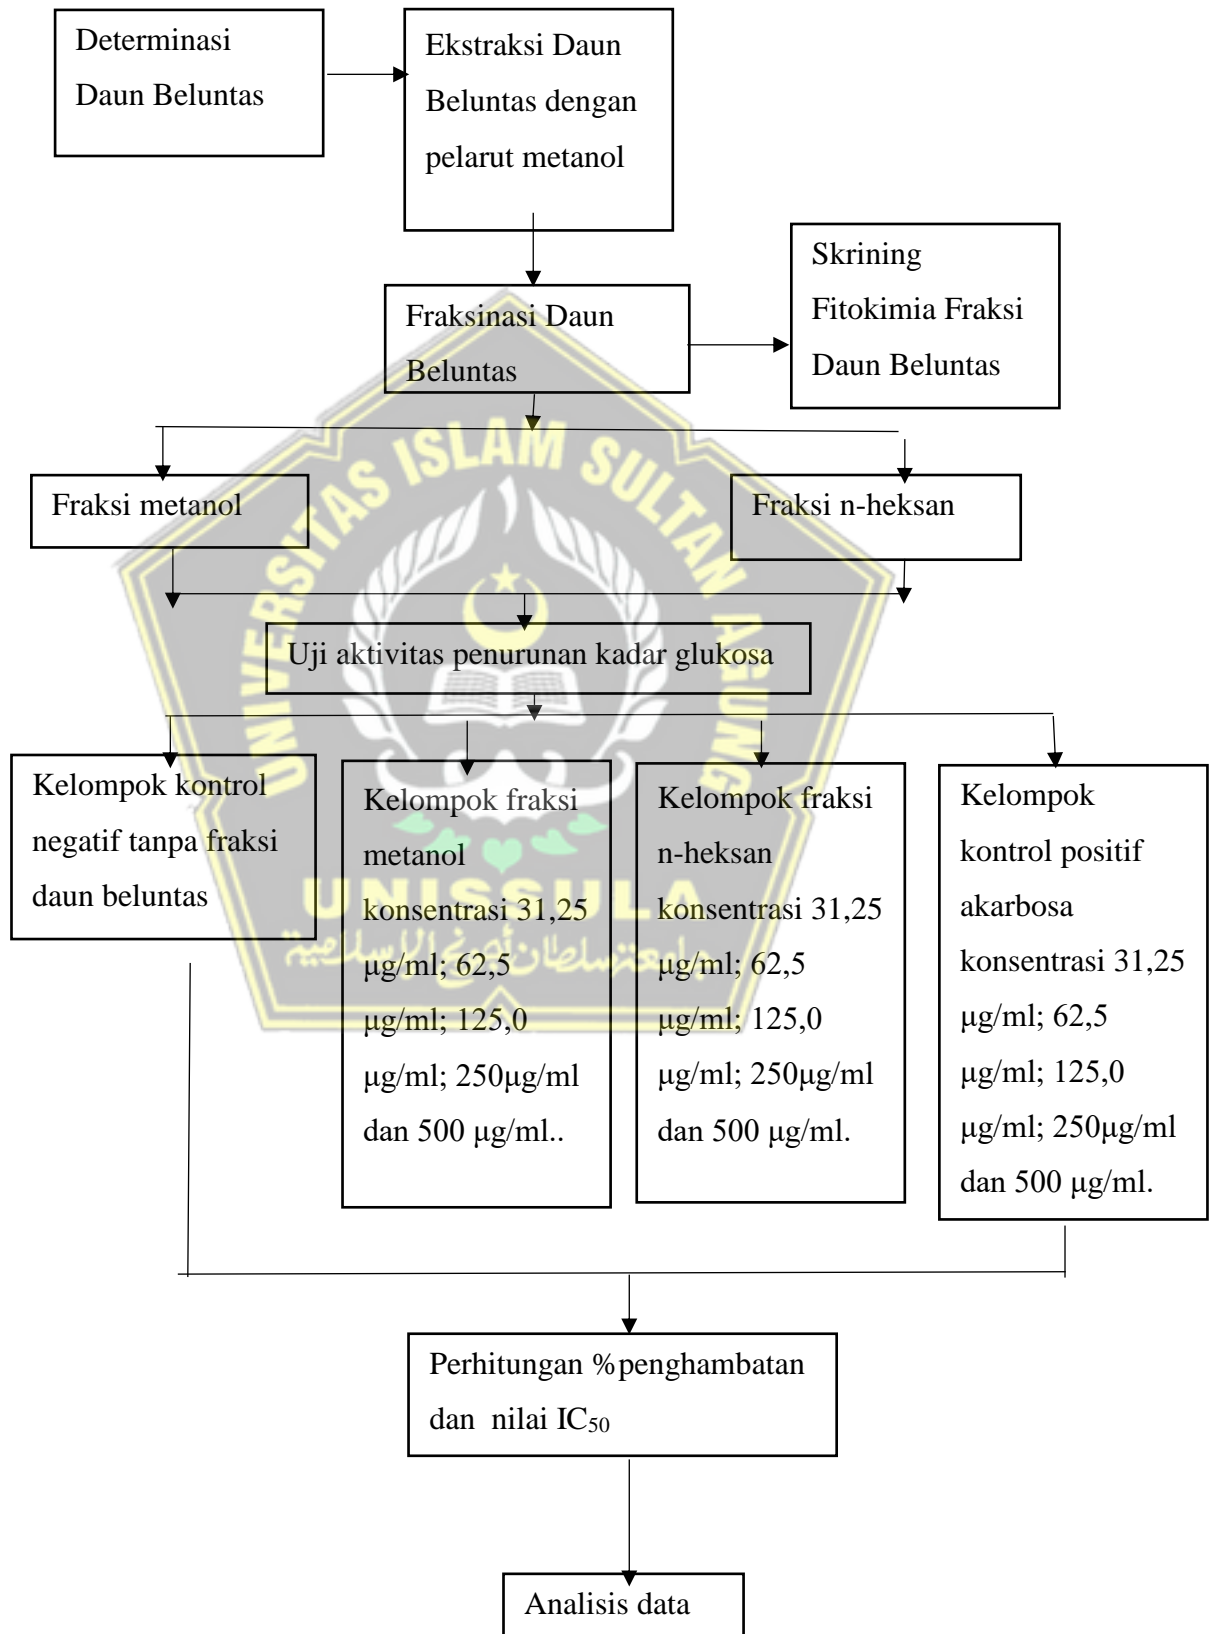 Determinasi
Daun Beluntas
Ekstraksi Daun
Beluntas dengan
pelarut metanol
Fraksinasi Daun
Beluntas
Skrining
Fitokimia Fraksi
Daun Beluntas
Fraksi metanol
Fraksi n-heksan
UNIVERSITAS ISLAM SULTAN AGUNG
Uji aktivitas penurunan kadar glukosa
Kelompok kontrol
negatif tanpa fraksi
daun beluntas
Kelompok fraksi
metanol
konsentrasi 31,25
µg/ml; 62,5
µg/ml; 125,0
µg/ml; 250µg/ml
dan 500 µg/ml..
Kelompok fraksi
n-heksan
konsentrasi 31,25
µg/ml; 62,5
µg/ml; 125,0
µg/ml; 250µg/ml
dan 500 µg/ml.
Kelompok
kontrol positif
akarbosa
konsentrasi 31,25
µg/ml; 62,5
µg/ml; 125,0
µg/ml; 250µg/ml
dan 500 µg/ml.
UNISSULA
Perhitungan %penghambatan
dan nilai IC₅₀
Analisis data